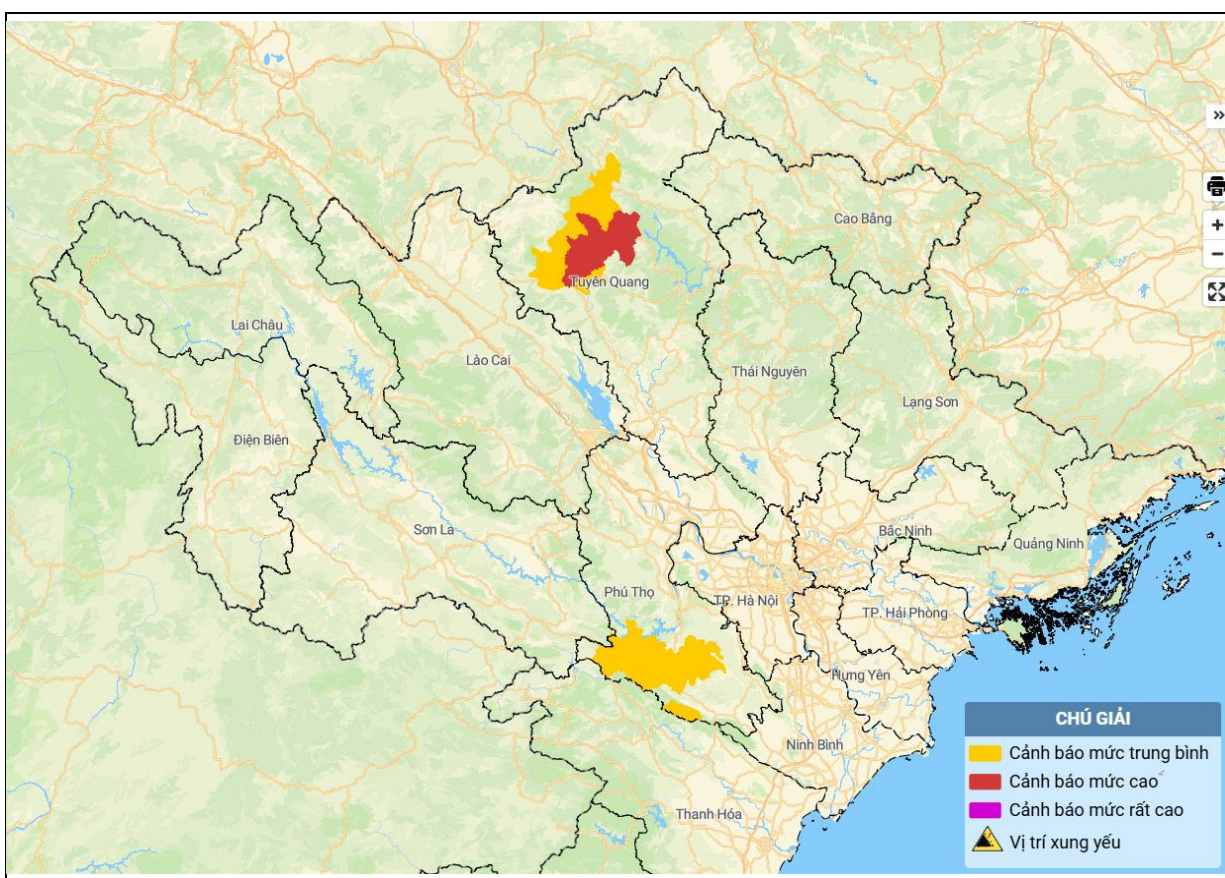 Cao Bằng
Tuyên Quang
Lai Châu
Lào Cai
Thái Nguyên
Lạng Sơn
Điện Biên
Sơn La
Bắc Ninh
Quảng Ninh
Phú Thọ
TP. Hà Nội
TP. Hải Phòng
Hưng Yên
Ninh Bình
Thanh Hóa
CHÚ GIẢI
Cảnh báo mức trung bình
Cảnh báo mức cao
Cảnh báo mức rất cao
Vị trí xung yếu